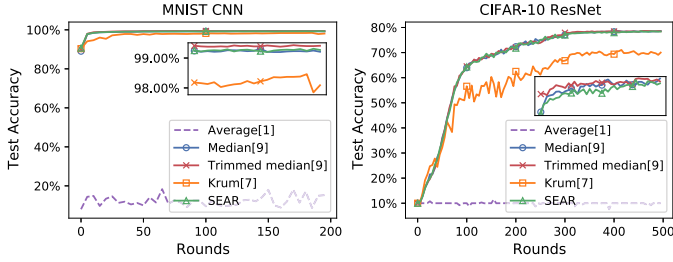 MNIST CNN
100%
80%
60%
40%
20%
Test Accuracy
99.00%
98.00%
Average[1]
Median[9]
Trimmed median[9]
Krum[7]
SEAR
0
50
100
150
200
Rounds
CIFAR-10 ResNet
80%
70%
60%
50%
40%
30%
20%
10%
Test Accuracy
Average[1]
Median[9]
Trimmed median[9]
Krum[7]
SEAR
0
100
200
300
400
500
Rounds